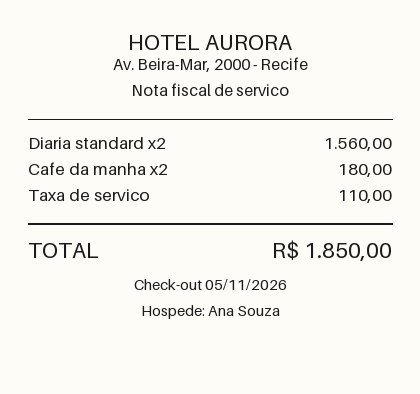 HOTEL AURORA
Av. Beira-Mar, 2000 - Recife
Nota fiscal de servico
Diaria standard x2 1.560,00
Cafe da manha x2 180,00
Taxa de servico 110,00
TOTAL R$ 1.850,00
Check-out 05/11/2026
Hospede: Ana Souza